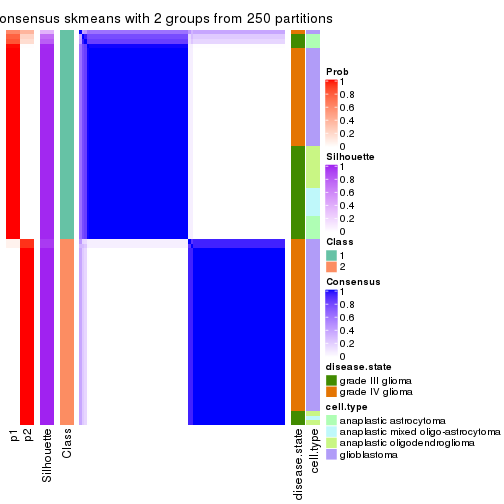 onsensus skmeans with 2 groups from 250 partitions
Prob
1
0.8
0.6
0.4
0.2
0
Silhouette
1
0.8
0.6
0.4
0.2
0
Class
1
2
Consensus
1
0.8
0.6
0.4
0.2
0
disease.state
grade III glioma
grade IV glioma
cell.type
anaplastic astrocytoma
anaplastic mixed oligo-astrocytoma
anaplastic oligodendroglioma
glioblastoma
p1
p2
Silhouette
Class
disease.state
cell.type